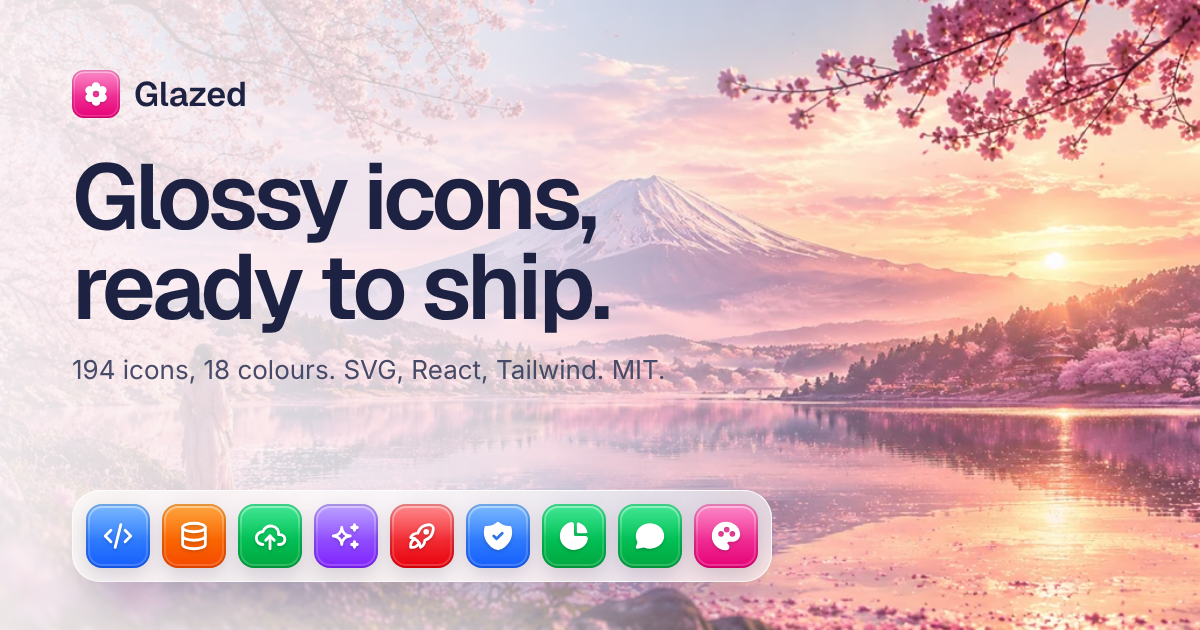 Glazed
Glossy icons,
ready to ship.
194 icons, 18 colours. SVG, React, Tailwind. MIT.